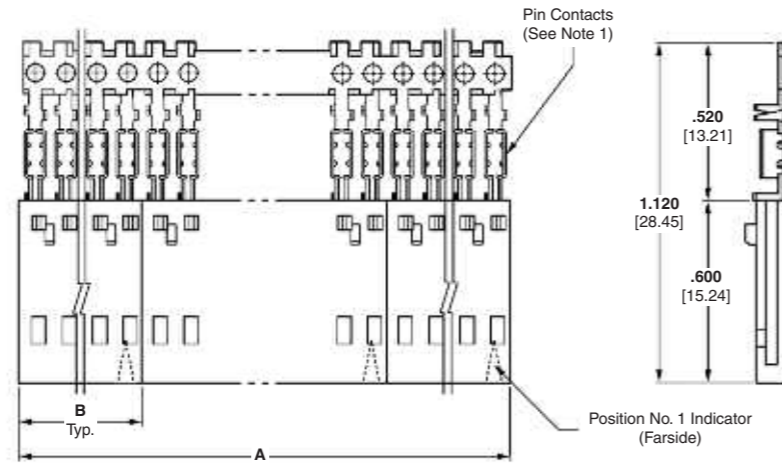 Pin Contacts
(See Note 1)
.520
[13.21]
1.120
[28.45]
.600
[15.24]
B
Typ.
Position No. 1 Indicator
(Farside)
A